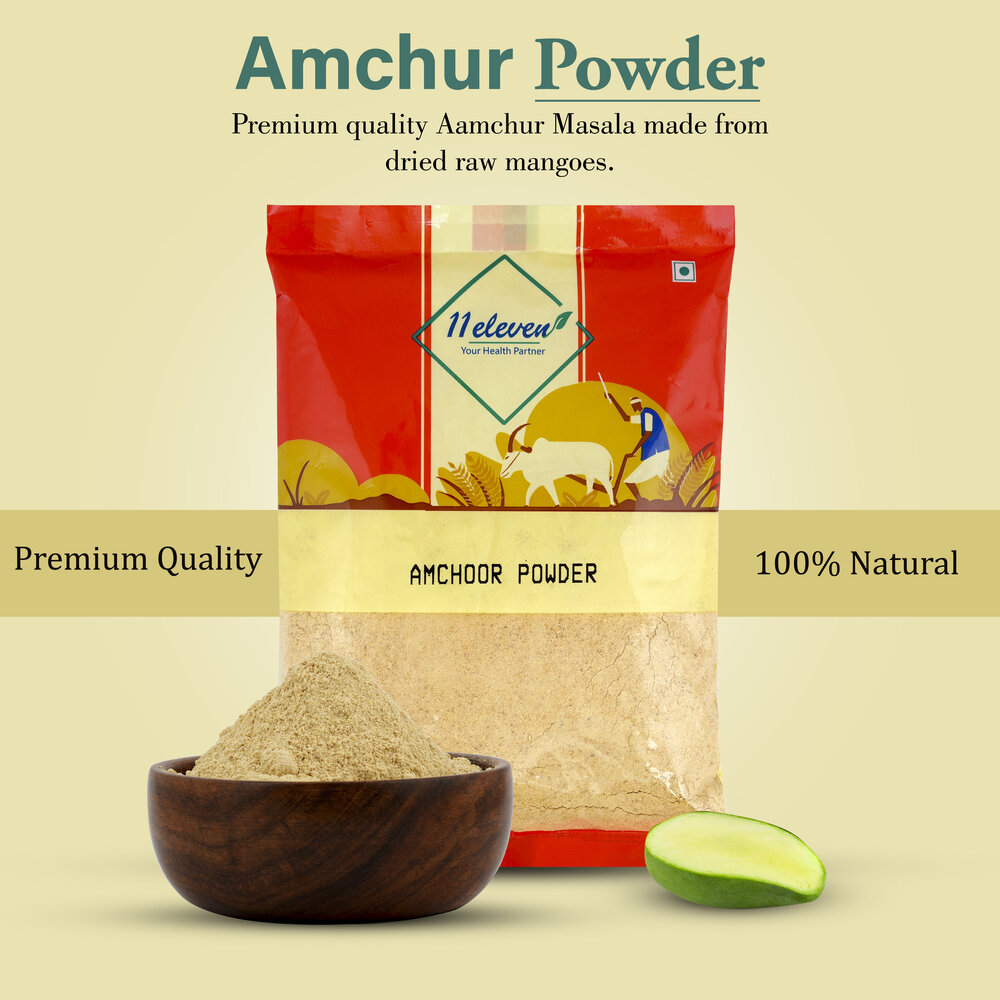 Amchur Powder
Premium quality Aamchur Masala made from
dried raw mangoes.
11eleven
Your Health Partner
Premium Quality
AMCHOOR POWDER
100% Natural